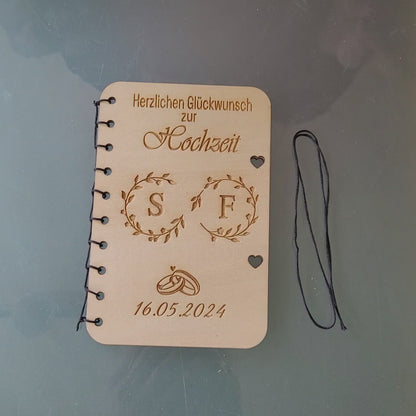 Herzlichen Glückwunsch
zur
Hochzeit
S F
16.05.2024